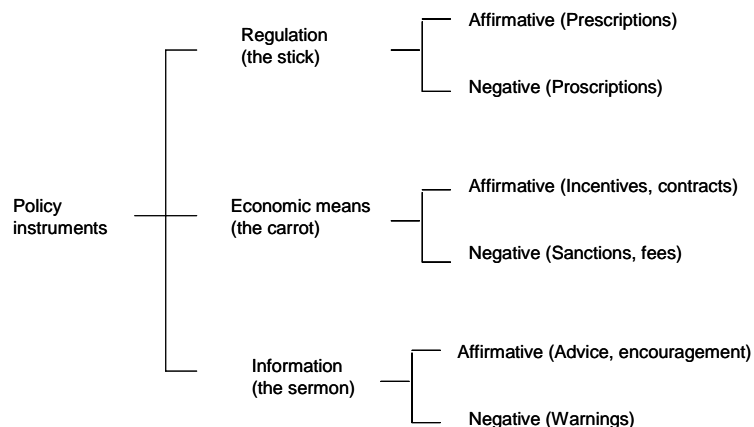 Regulation
(the stick)
Affirmative (Prescriptions)
Negative (Proscriptions)
Policy
instruments
Economic means
(the carrot)
Affirmative (Incentives, contracts)
Negative (Sanctions, fees)
Information
(the sermon)
Affirmative (Advice, encouragement)
Negative (Warnings)